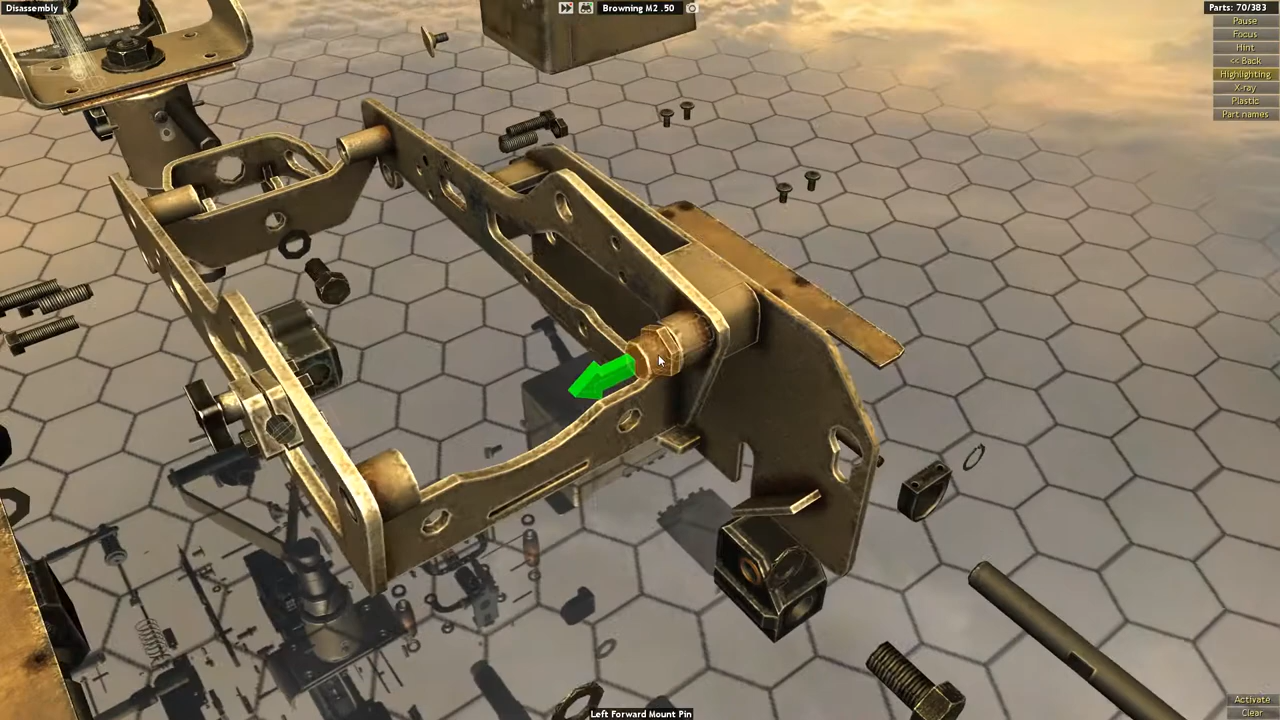 Disassembly
Browning M2 .50
Parts: 70/383
Pause
Focus
Hint
<< Back
Highlighting
X-ray
Plastic
Part names
Left Forward Mount Pin
Activate
Clear